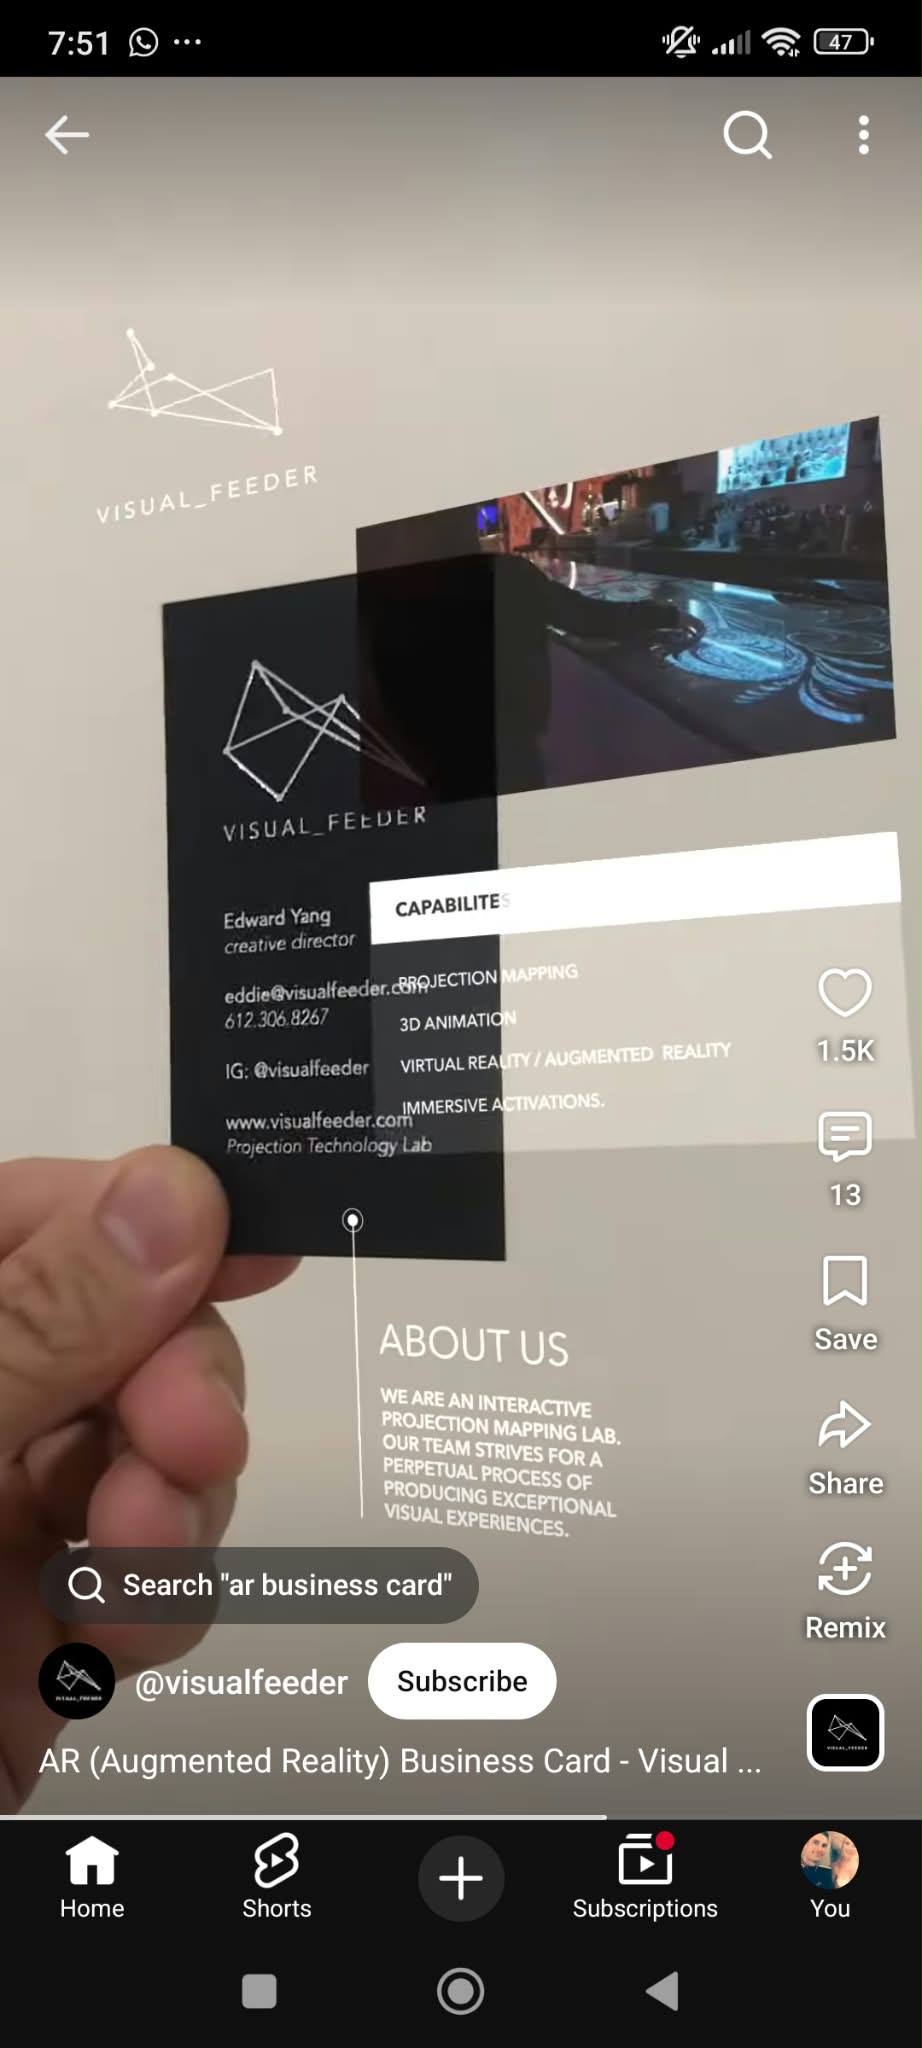 7:51
47
VISUAL_FEEDER
VISUAL_FEEDER
Edward Yang
creative director
eddie@visualfeeder.com
612.306.8267
IG: @visualfeeder
www.visualfeeder.com
Projection Technology Lab
CAPABILITES
PROJECTION MAPPING
3D ANIMATION
VIRTUAL REALITY / AUGMENTED REALITY
IMMERSIVE ACTIVATIONS.
1.5K
13
Save
Share
Remix
ABOUT US
WE ARE AN INTERACTIVE
PROJECTION MAPPING LAB.
OUR TEAM STRIVES FOR A
PERPETUAL PROCESS OF
PRODUCING EXCEPTIONAL
VISUAL EXPERIENCES.
Search "ar business card"
@visualfeeder
Subscribe
AR (Augmented Reality) Business Card - Visual ...
Home
Shorts
Subscriptions
You